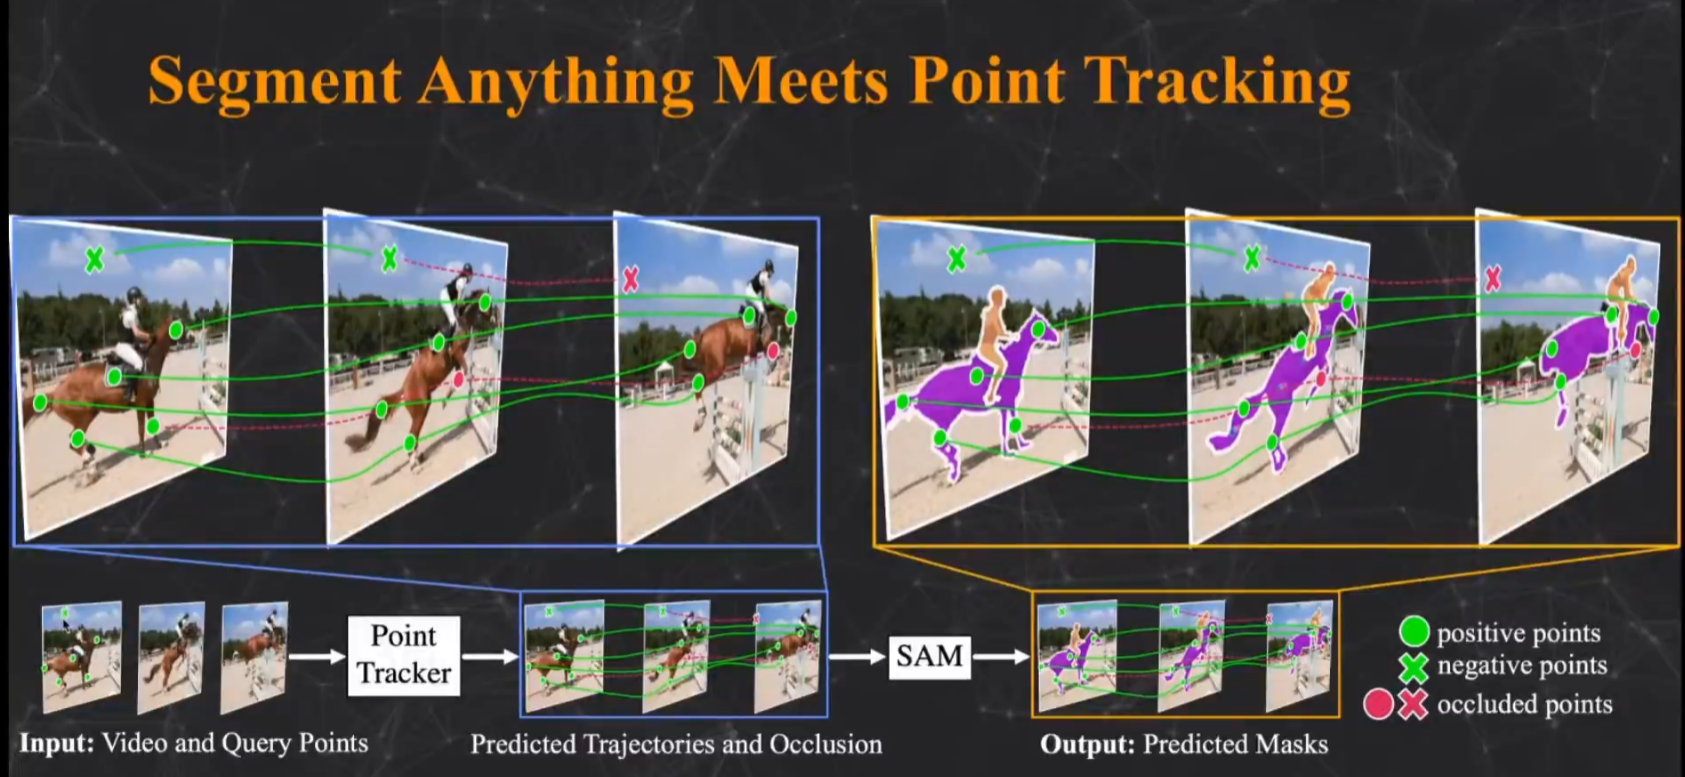 Segment Anything Meets Point Tracking
Point
Tracker
SAM
positive points
negative points
occluded points
Input: Video and Query Points
Predicted Trajectories and Occlusion
Output: Predicted Masks